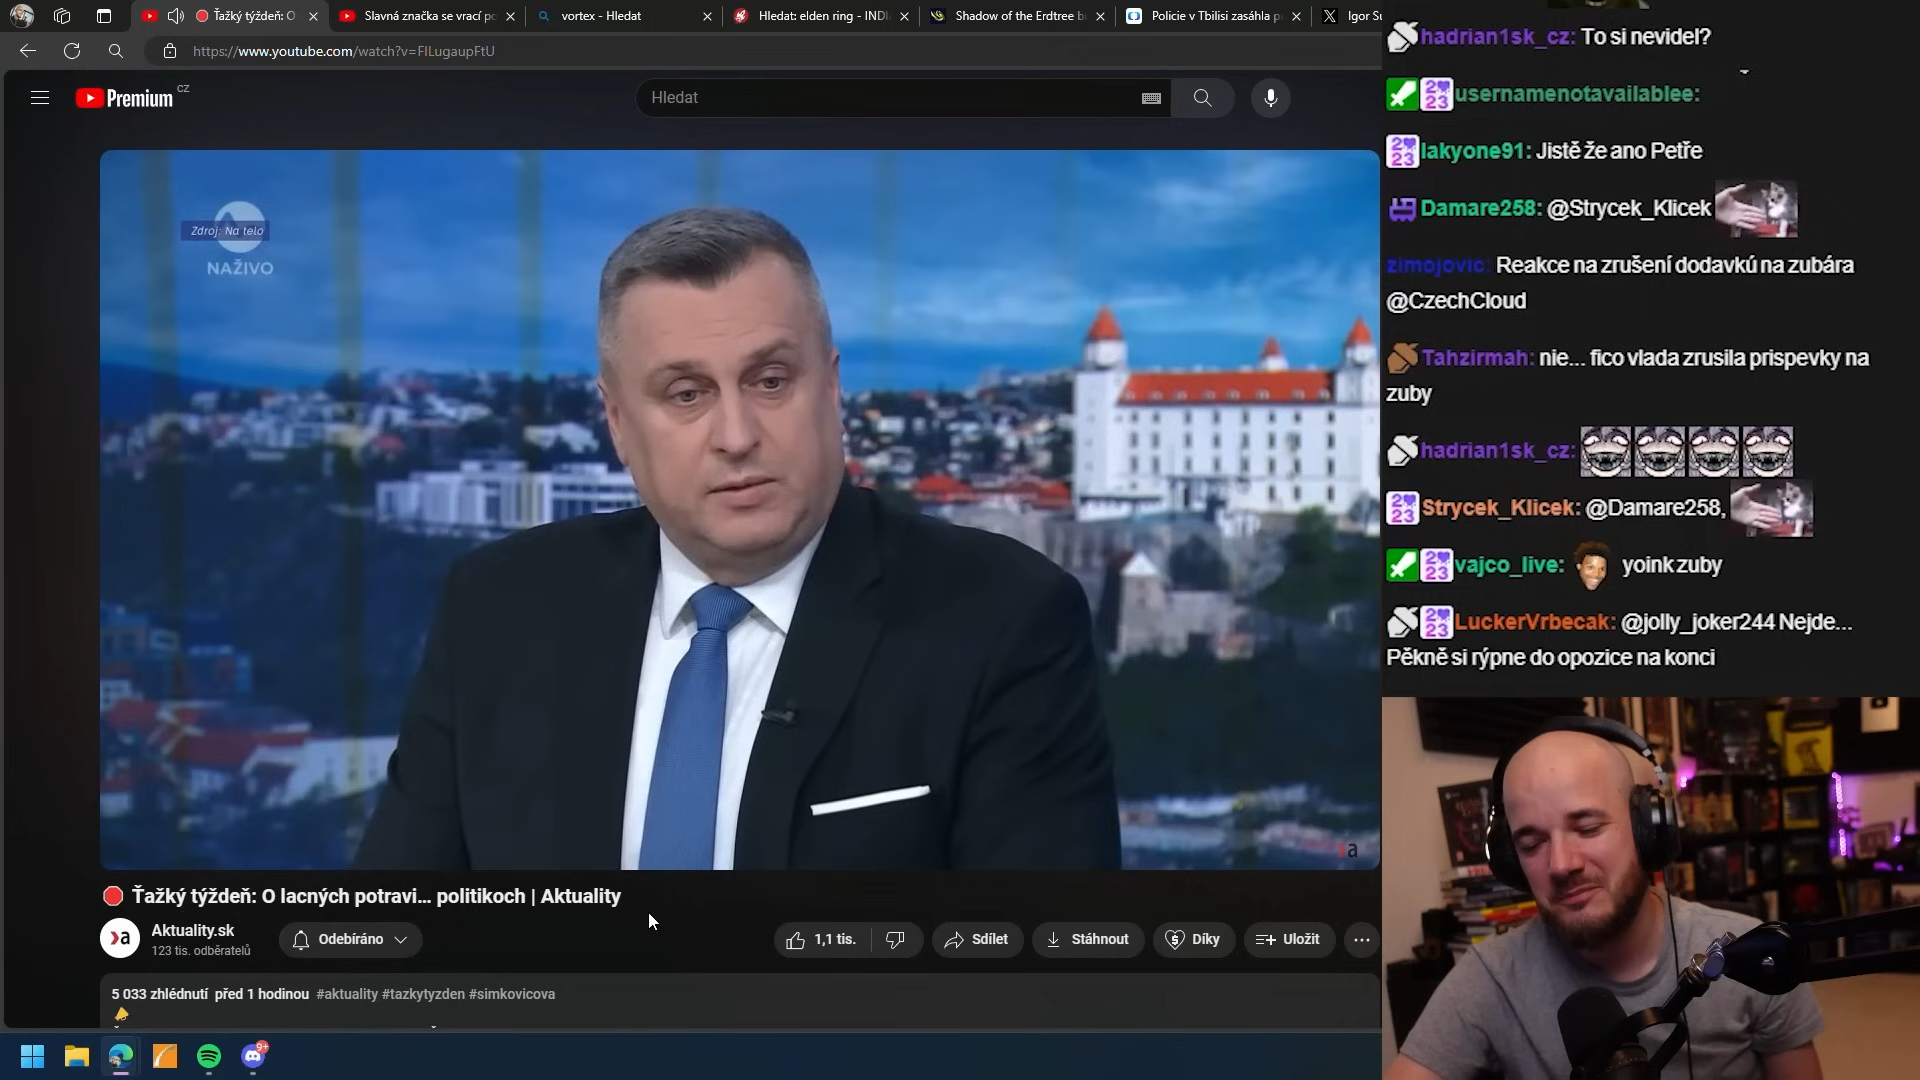 Ťažký týždeň: O
Slavná značka se vrací po
vortex - Hledat
Hledat: elden ring - INDI
Shadow of the Erdtree b
Policie v Tbilisi zasáhla p
Igor Su
https://www.youtube.com/watch?v=FILugaupFtU
Premium CZ
Hledat
Zdroj: Na telo
NAŽIVO
Ťažký týždeň: O lacných potravi... politikoch | Aktuality
Aktuality.sk
123 tis. odběratelů
Odebíráno
1,1 tis.
Sdílet
Stáhnout
Díky
Uložit
5 033 zhlédnutí před 1 hodinou #aktuality #tazkytyzden #simkovicova
9+
hadrian1sk_cz: To si nevidel?
usernamenotavailablee:
lakyone91: Jistě že ano Petře
Damare258: @Strycek_Klicek
zimojovic: Reakce na zrušení dodavkú na zubára
@CzechCloud
Tahzirmah: nie... fico vlada zrusila prispevky na
zuby
hadrian1sk_cz:
Strycek_Klicek: @Damare258,
vajco_live: yoink zuby
LuckerVrbecak: @jolly_joker244 Nejde...
Pěkně si rýpne do opozice na konci